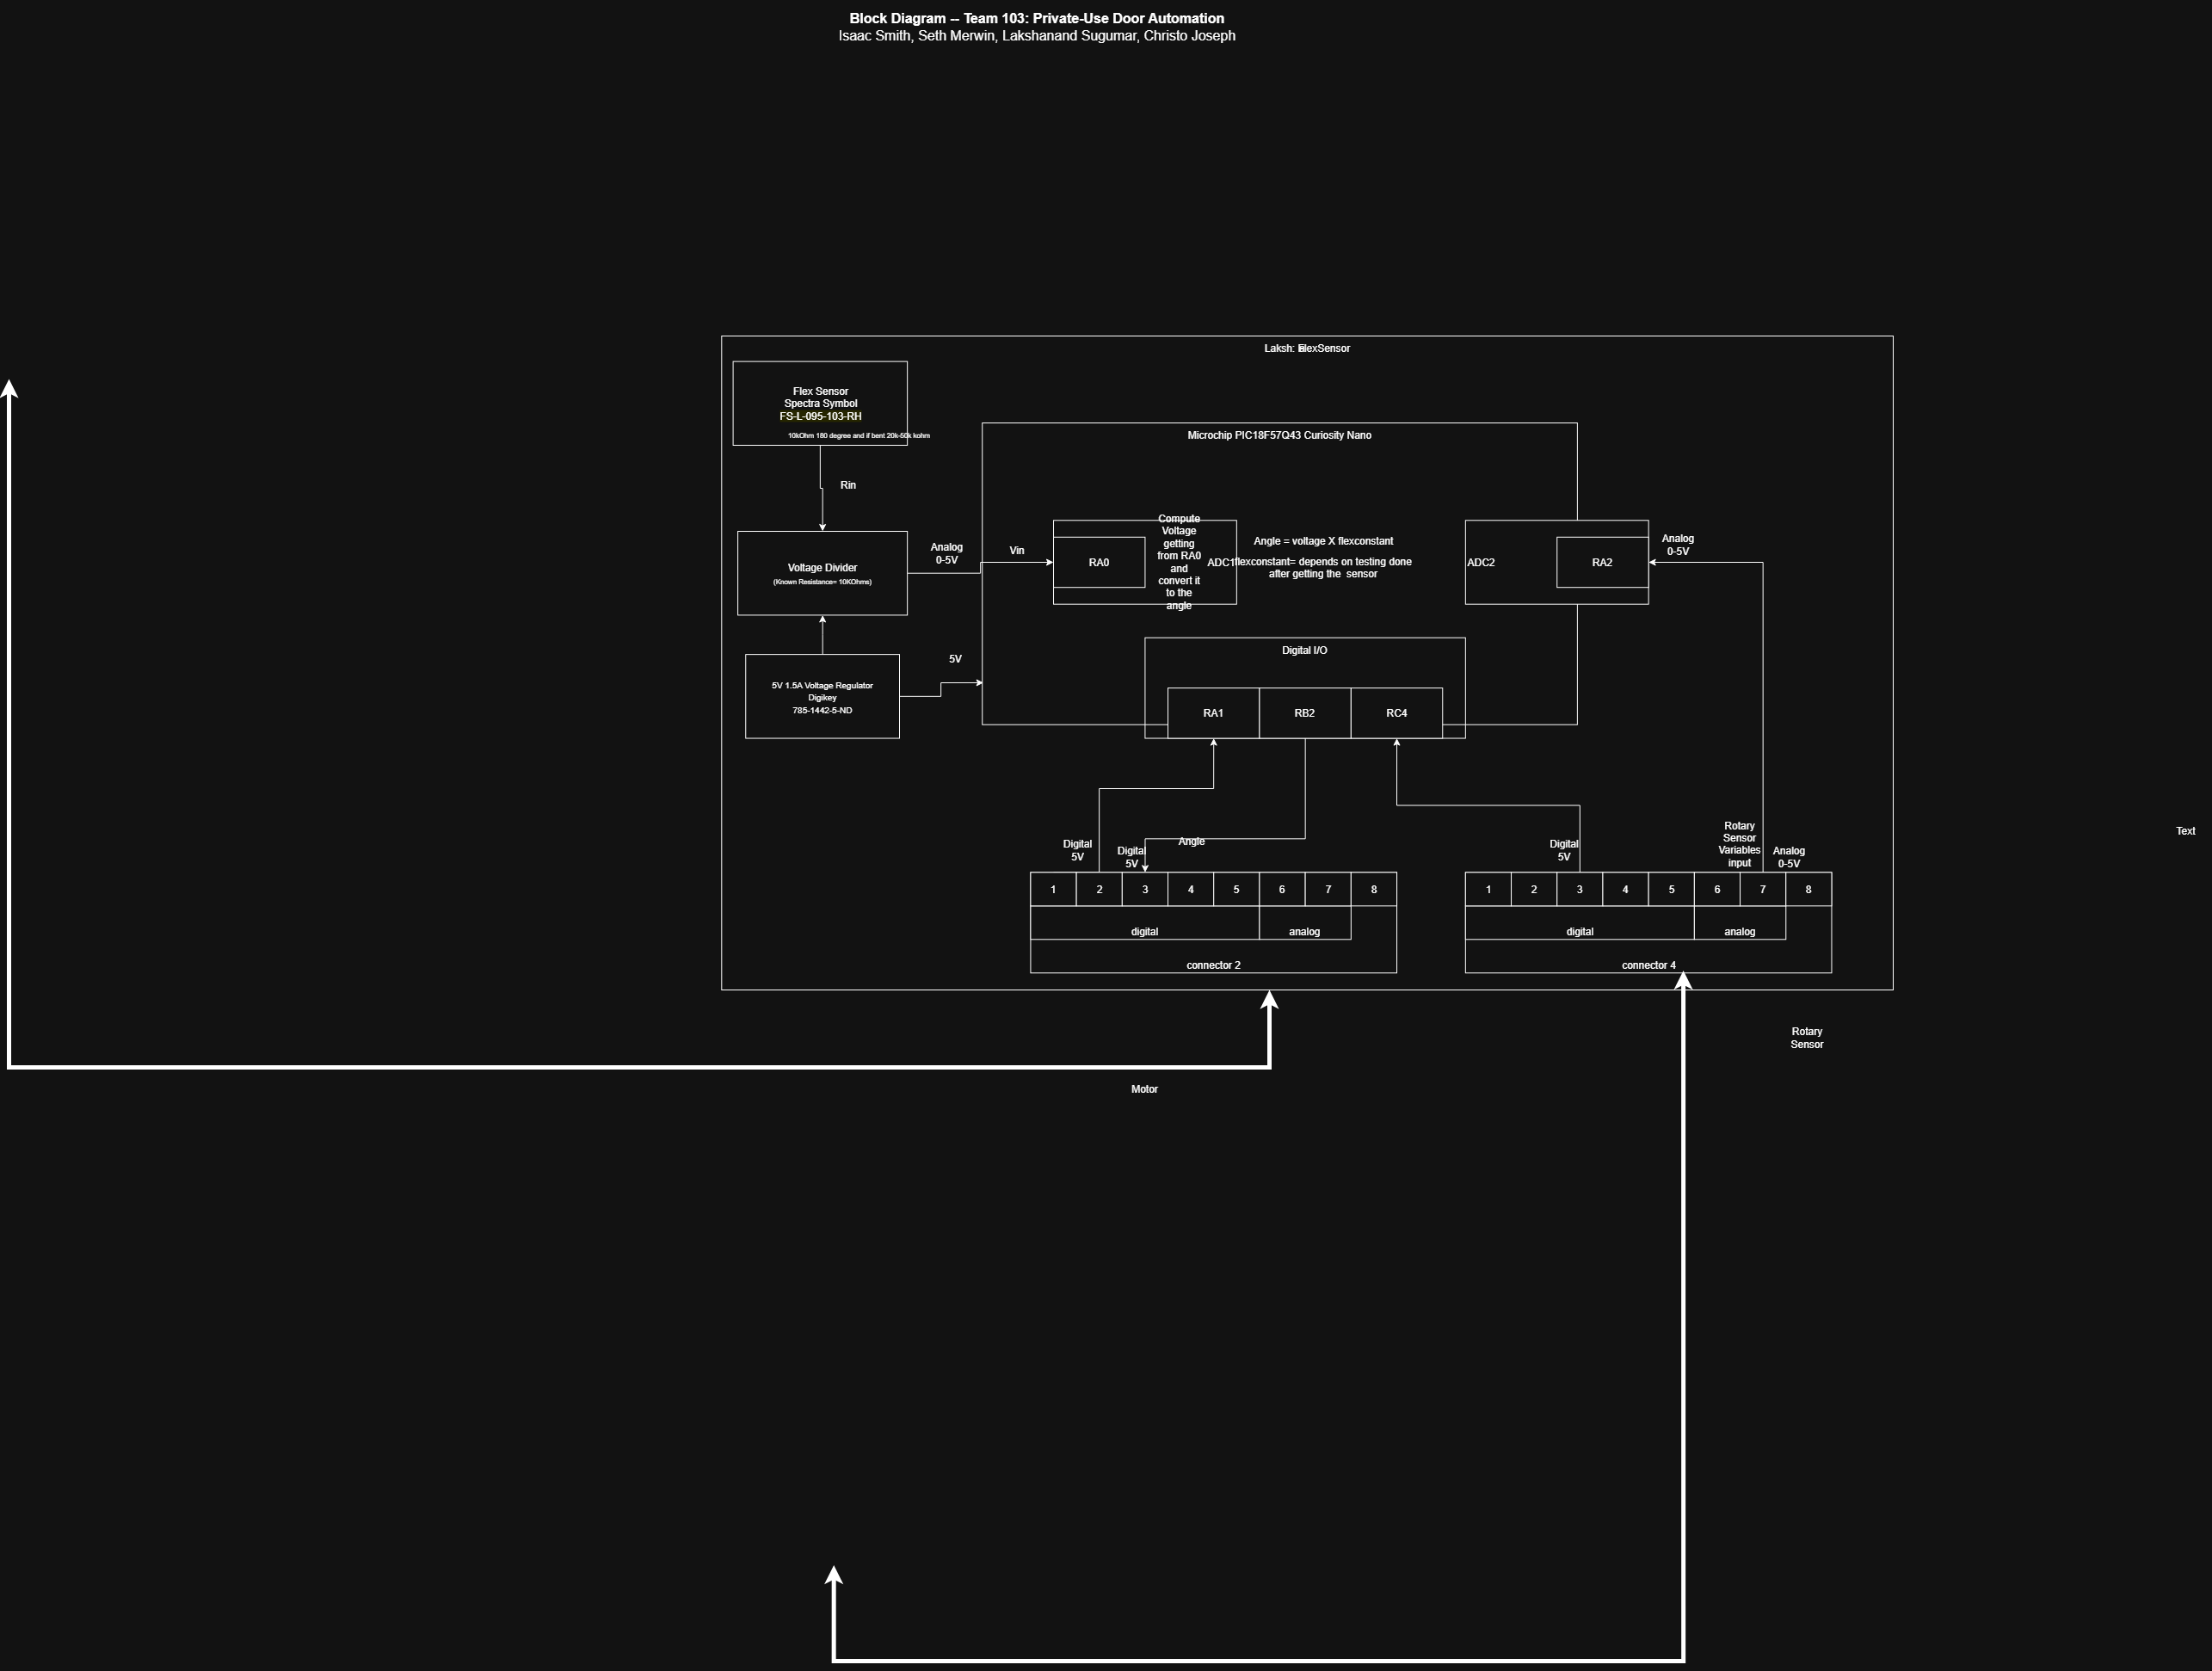 Block Diagram -- Team 103: Private-Use Door Automation
Isaac Smith, Seth Merwin, Lakshanand Sugumar, Christo Joseph
Laksh: FlexSensor
Flex Sensor
Spectra Symbol
FS-L-095-103-RH
10kOhm 180 degree and if bent 20k-50k kohm
Microchip PIC18F57Q43 Curiosity Nano
Rin
Voltage Divider
(Known Resistance= 10KOhms)
Analog
0-5V
Vin
RA0
Compute
Voltage
getting
from RA0
and
convert it
to the
angle
ADC1
Angle = voltage X flexconstant
flexconstant= depends on testing done
after getting the sensor
ADC2
RA2
Analog
0-5V
5V 1.5A Voltage Regulator
Digikey
785-1442-5-ND
5V
Digital I/O
RA1
RB2
RC4
Digital
5V
Digital
5V
Angle
Digital
5V
Rotary
Sensor
Variables
input
Analog
0-5V
Text
1 2 3 4 5 6 7 8
digital analog
connector 2
1 2 3 4 5 6 7 8
digital analog
connector 4
Rotary
Sensor
Motor